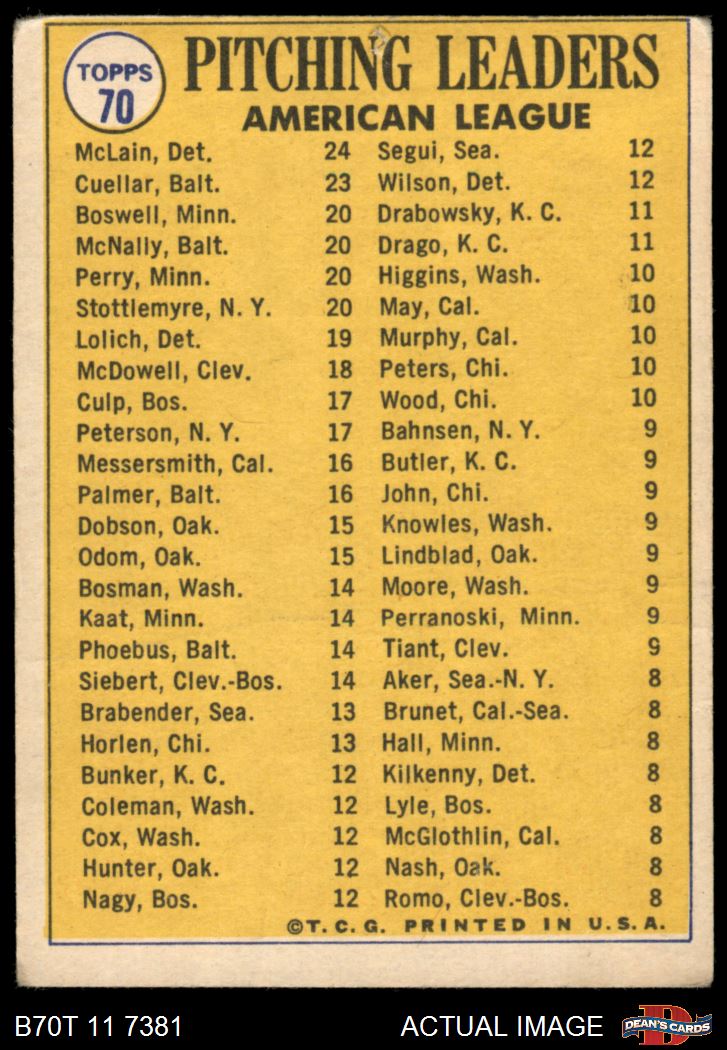 TOPPS
70
PITCHING LEADERS
AMERICAN LEAGUE
McLain, Det. 24 Segui, Sea. 12
Cuellar, Balt. 23 Wilson, Det. 12
Boswell, Minn. 20 Drabowsky, K. C. 11
McNally, Balt. 20 Drago, K. C. 11
Perry, Minn. 20 Higgins, Wash. 10
Stottlemyre, N. Y. 20 May, Cal. 10
Lolich, Det. 19 Murphy, Cal. 10
McDowell, Clev. 18 Peters, Chi. 10
Culp, Bos. 17 Wood, Chi. 10
Peterson, N. Y. 17 Bahnsen, N. Y. 9
Messersmith, Cal. 16 Butler, K. C. 9
Palmer, Balt. 16 John, Chi. 9
Dobson, Oak. 15 Knowles, Wash. 9
Odom, Oak. 15 Lindblad, Oak. 9
Bosman, Wash. 14 Moore, Wash. 9
Kaat, Minn. 14 Perranoski, Minn. 9
Phoebus, Balt. 14 Tiant, Clev. 9
Siebert, Clev.-Bos. 14 Aker, Sea.-N. Y. 8
Brabender, Sea. 13 Brunet, Cal.-Sea. 8
Horlen, Chi. 13 Hall, Minn. 8
Bunker, K. C. 12 Kilkenny, Det. 8
Coleman, Wash. 12 Lyle, Bos. 8
Cox, Wash. 12 McGlothlin, Cal. 8
Hunter, Oak. 12 Nash, Oak. 8
Nagy, Bos. 12 Romo, Clev.-Bos. 8
©T. C. G. PRINTED IN U. S. A.
B70T 11 7381 ACTUAL IMAGE
DEAN'S CARDS